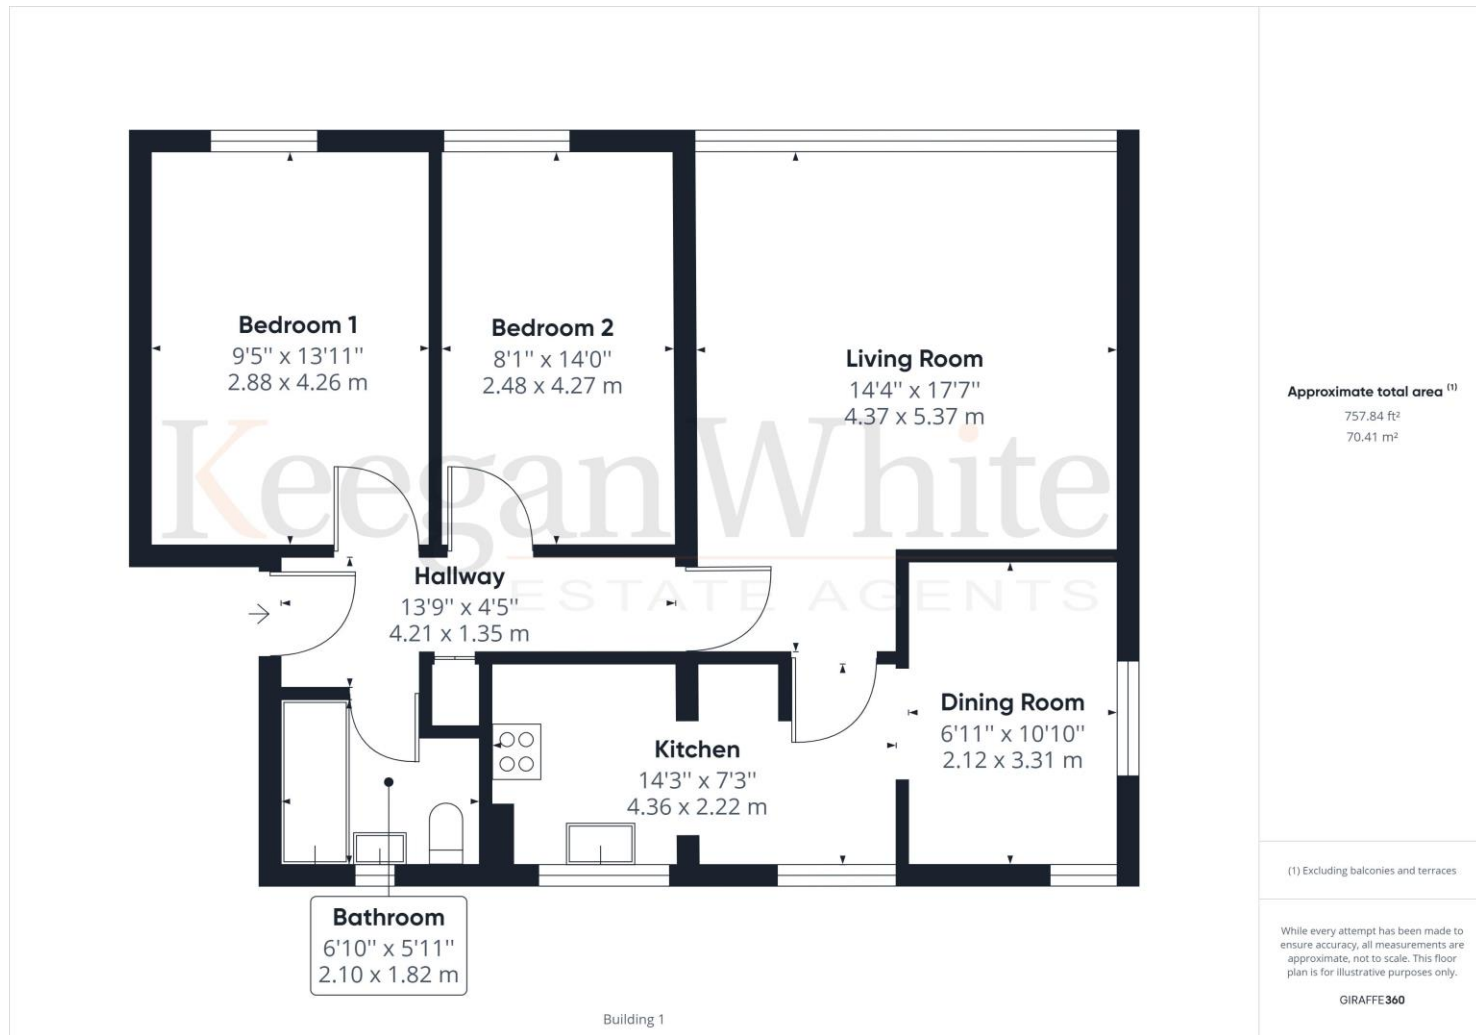 Bedroom 1
9'5'' x 13'11''
2.88 x 4.26 m
Bedroom 2
8'1'' x 14'0''
2.48 x 4.27 m
Living Room
14'4'' x 17'7''
4.37 x 5.37 m
KeeganWhite
ESTATE AGENTS
Hallway
13'9'' x 4'5''
4.21 x 1.35 m
Kitchen
14'3'' x 7'3''
4.36 x 2.22 m
Dining Room
6'11'' x 10'10''
2.12 x 3.31 m
Bathroom
6'10'' x 5'11''
2.10 x 1.82 m
Building 1
Approximate total area (1)
757.84 ft²
70.41 m²
(1) Excluding balconies and terraces
While every attempt has been made to
ensure accuracy, all measurements are
approximate, not to scale. This floor
plan is for illustrative purposes only.
GIRAFFE360